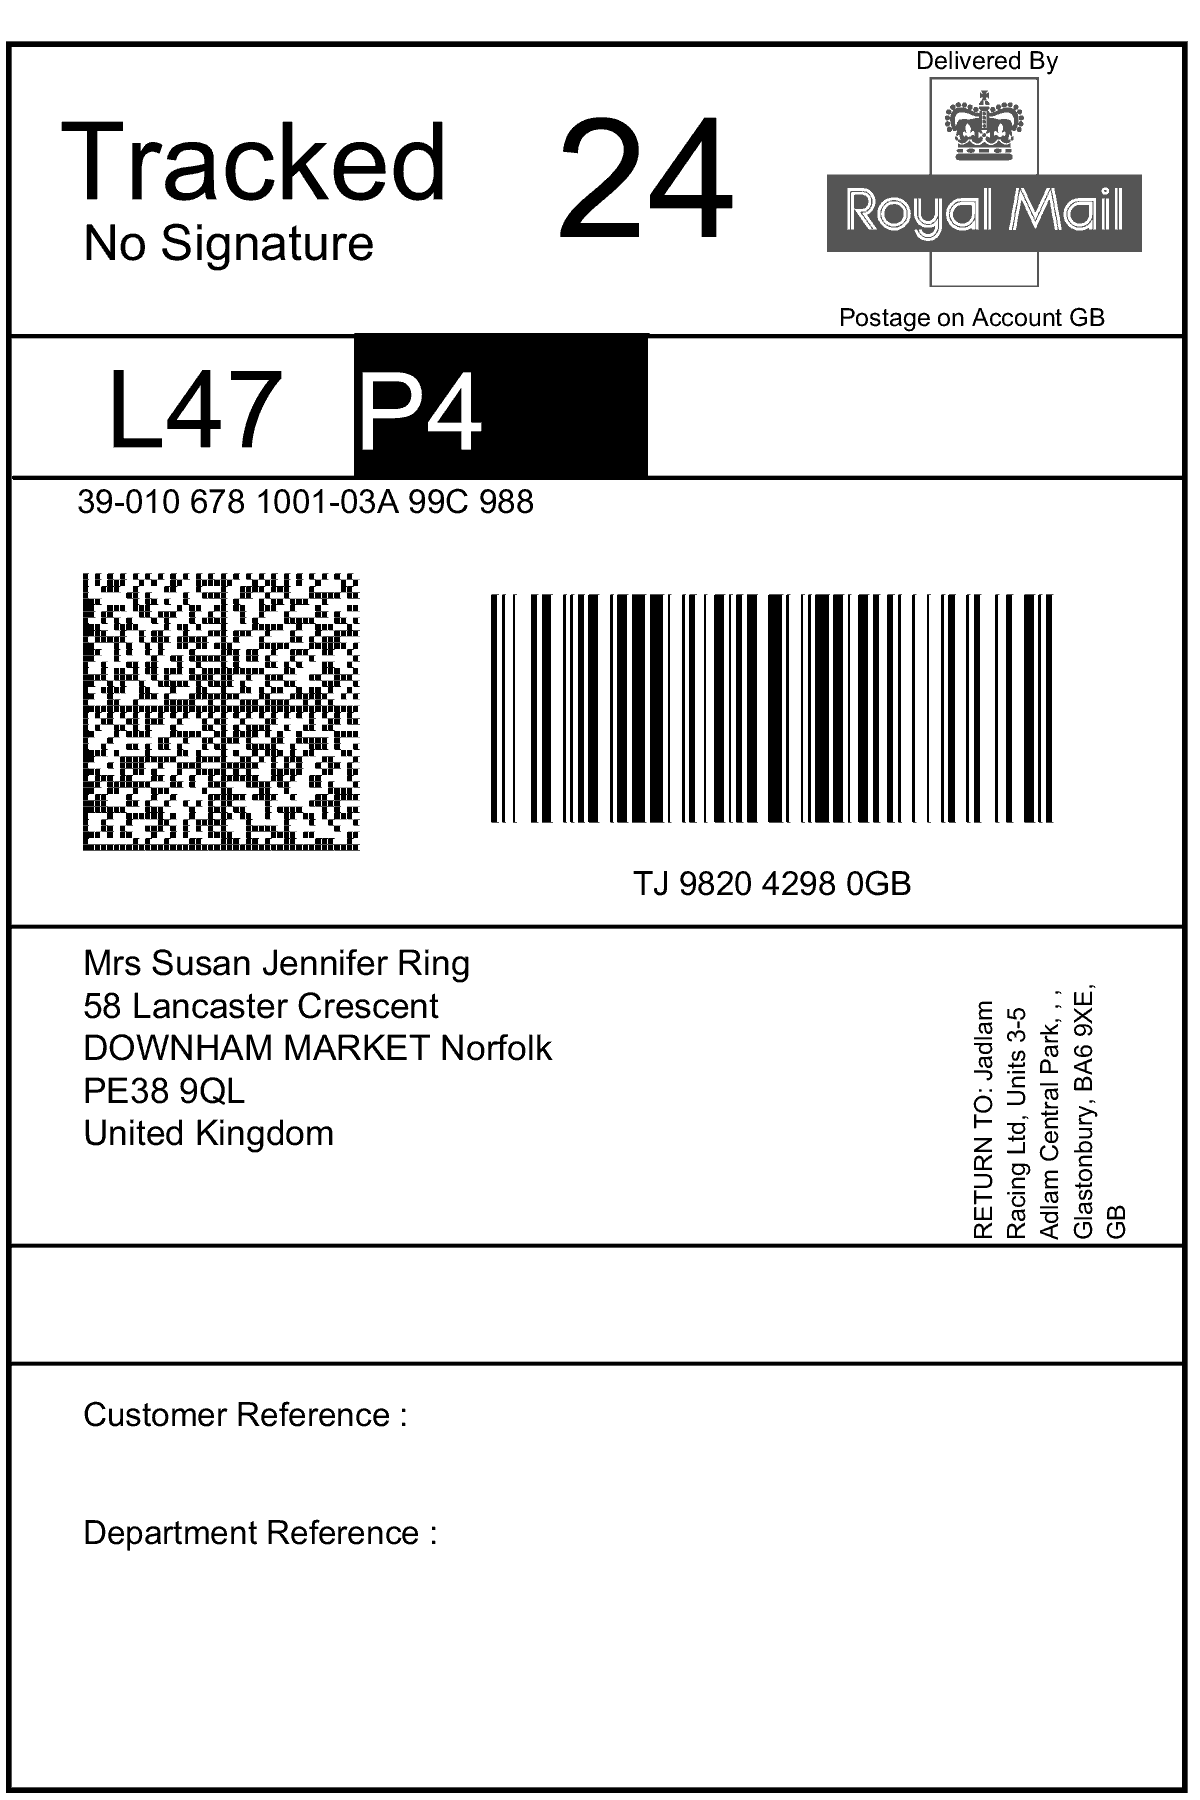 Delivered By
Tracked 24
No Signature
Royal Mail
Postage on Account GB
L47 P4
39-010 678 1001-03A 99C 988
TJ 9820 4298 0GB
Mrs Susan Jennifer Ring
58 Lancaster Crescent
DOWNHAM MARKET Norfolk
PE38 9QL
United Kingdom
RETURN TO: Jadlam
Racing Ltd, Units 3-5
Adlam Central Park, , ,
Glastonbury, BA6 9XE,
GB
Customer Reference :
Department Reference :